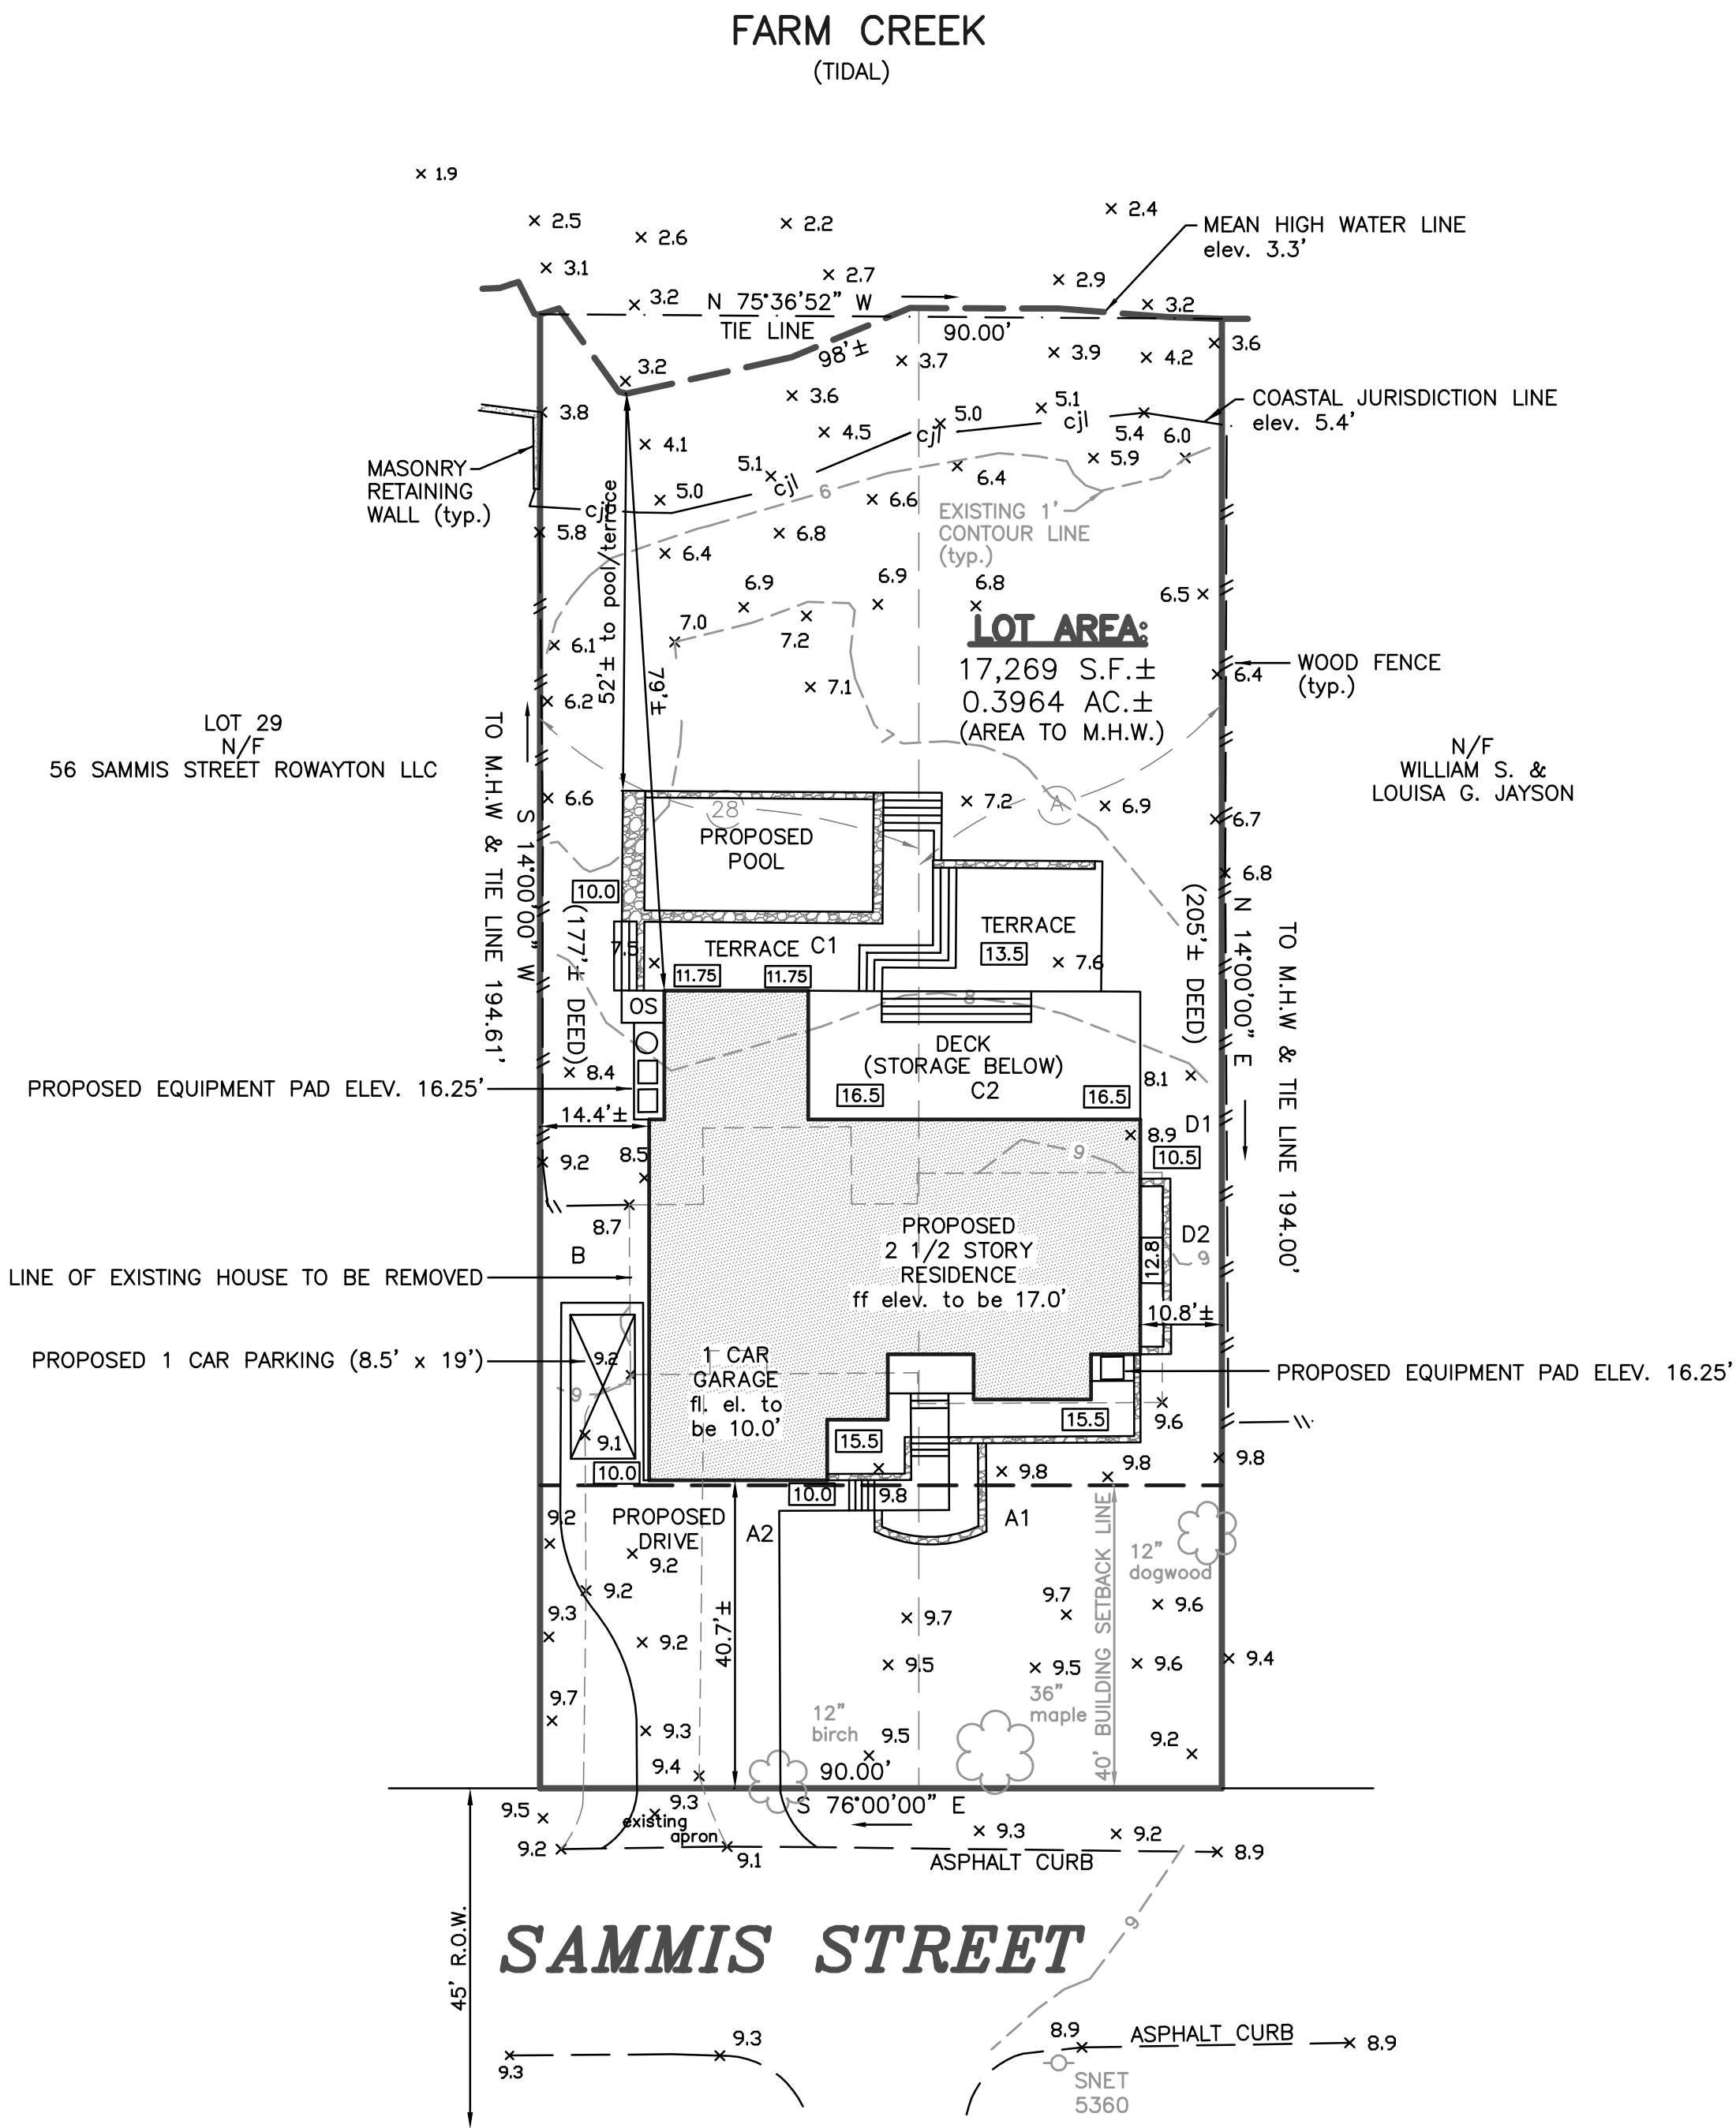 FARM CREEK
(TIDAL)
1.9
2.5
2.6
2.2
2.4
MEAN HIGH WATER LINE
elev. 3.3'
3.1
2.7
2.9
3.2
N 75°36'52" W
3.2
TIE LINE
90.00'
98'±
3.6
3.2
3.7
3.9
4.2
3.8
3.6
5.1
COASTAL JURISDICTION LINE
elev. 5.4'
4.1
4.5
5.0
cjl
cjl
5.4
6.0
MASONRY
RETAINING
WALL (typ.)
5.1
cjl
6.4
5.9
5.0
6
6.6
cjl
EXISTING 1'
CONTOUR LINE
(typ.)
5.8
6.4
6.8
52'± to pool/terrace
6.9
6.9
6.8
6.5
7.0
7.2
LOT AREA:
17,269 S.F.±
0.3964 AC.±
(AREA TO M.H.W.)
6.1
79'±
7.1
WOOD FENCE
(typ.)
6.4
6.2
LOT 29
N/F
56 SAMMIS STREET ROWAYTON LLC
N/F
WILLIAM S. &
LOUISA G. JAYSON
TO M.H.W & TIE LINE 194.61'
S 14°00'00" W
(177'± DEED)
6.6
28
7.2
A
6.9
6.7
PROPOSED
POOL
10.0
6.8
(205'± DEED)
N 14°00'00" E
TO M.H.W & TIE LINE 194.00'
7.5
TERRACE
C1
TERRACE
13.5
7.6
11.75
11.75
OS
8
DECK
(STORAGE BELOW)
C2
8.4
8.1
PROPOSED EQUIPMENT PAD ELEV. 16.25'
16.5
16.5
14.4'±
D1
8.9
9.2
8.5
9
10.5
8.7
B
PROPOSED
2 1/2 STORY
RESIDENCE
ff elev. to be 17.0'
D2
12.8
9
LINE OF EXISTING HOUSE TO BE REMOVED
10.8'±
PROPOSED 1 CAR PARKING (8.5' x 19')
9.2
9
1 CAR
GARAGE
fl. el. to
be 10.0'
PROPOSED EQUIPMENT PAD ELEV. 16.25'
15.5
9.6
9.1
15.5
10.0
9.8
9.8
9.8
10.0
9.8
9.2
PROPOSED
DRIVE
A2
A1
9.2
12"
dogwood
9.2
9.3
40.7'±
9.7
9.7
9.6
40' BUILDING SETBACK LINE
9.2
9.5
9.5
9.6
9.4
36"
maple
9.7
12"
birch
9.3
9.5
9.2
9.4
90.00'
S 76°00'00" E
9.5
9.3
existing
apron
9.3
9.2
9.2
9.1
ASPHALT CURB
8.9
45' R.O.W.
SAMMIS STREET
9
9.3
9.3
8.9
ASPHALT CURB
8.9
SNET
5360